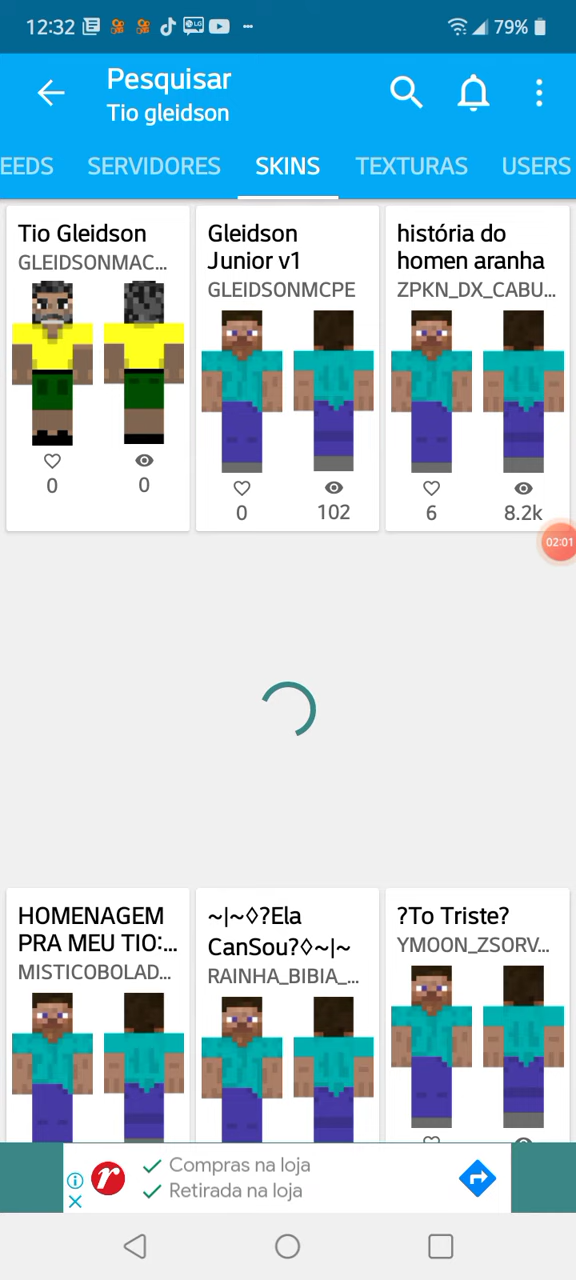 12:32
79%
Pesquisar
Tio gleidson
EEDS SERVIDORES SKINS TEXTURAS USERS
Tio Gleidson
GLEIDSONMAC...
0 0
Gleidson
Junior v1
GLEIDSONMCPE
0 102
história do
homen aranha
ZPKN_DX_CABU...
6 8.2k
02:01
HOMENAGEM
PRA MEU TIO:...
MISTICOBOLAD...
~|~◊?Ela
CanSou?◊~|~
RAINHA_BIBIA_...
?To Triste?
YMOON_ZSORV...
r
Compras na loja
Retirada na loja